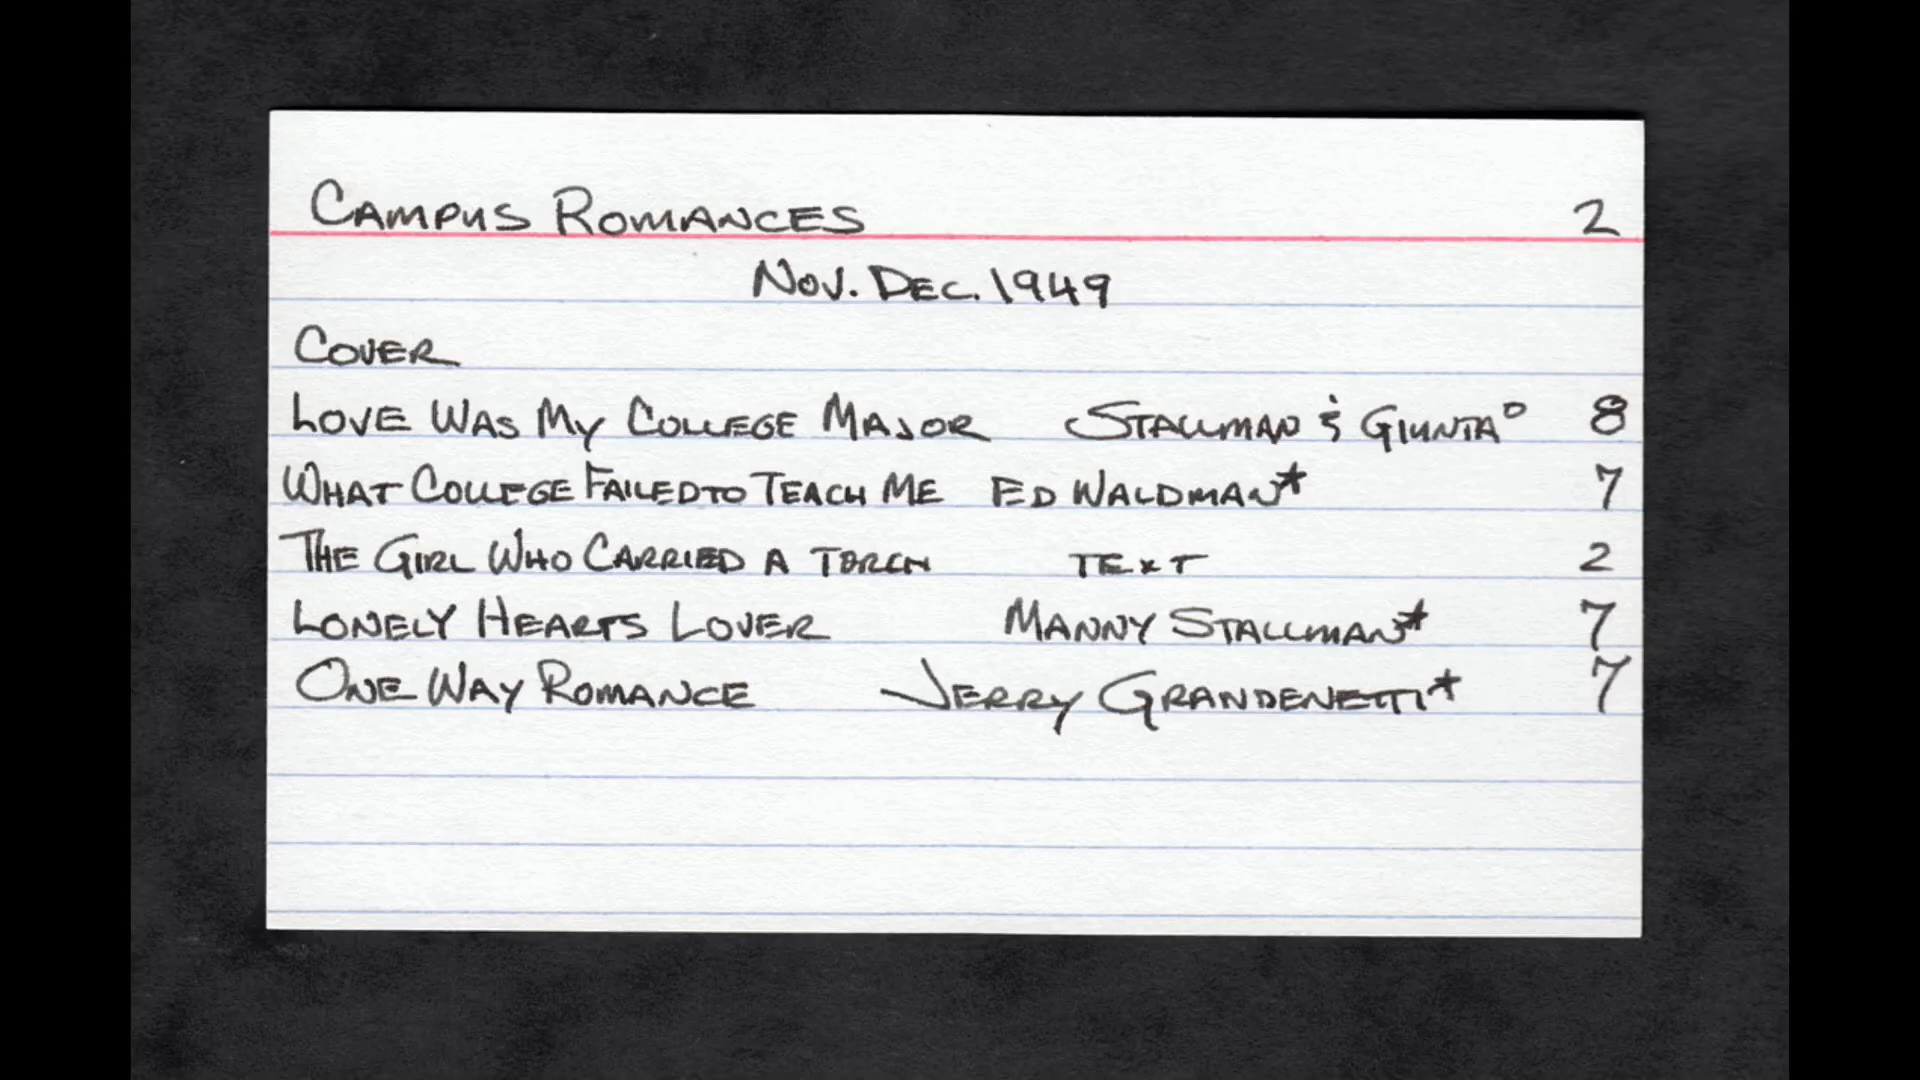 CAMPUS ROMANCES 2
NOV. DEC. 1949
COVER
LOVE WAS MY COLLEGE MAJOR STALLMAN & GIUNTA° 8
WHAT COLLEGE FAILED TO TEACH ME ED WALDMAN* 7
THE GIRL WHO CARRIED A TORCH TEXT 2
LONELY HEARTS LOVER MANNY STALLMAN* 7
ONE WAY ROMANCE JERRY GRANDENETTI* 7